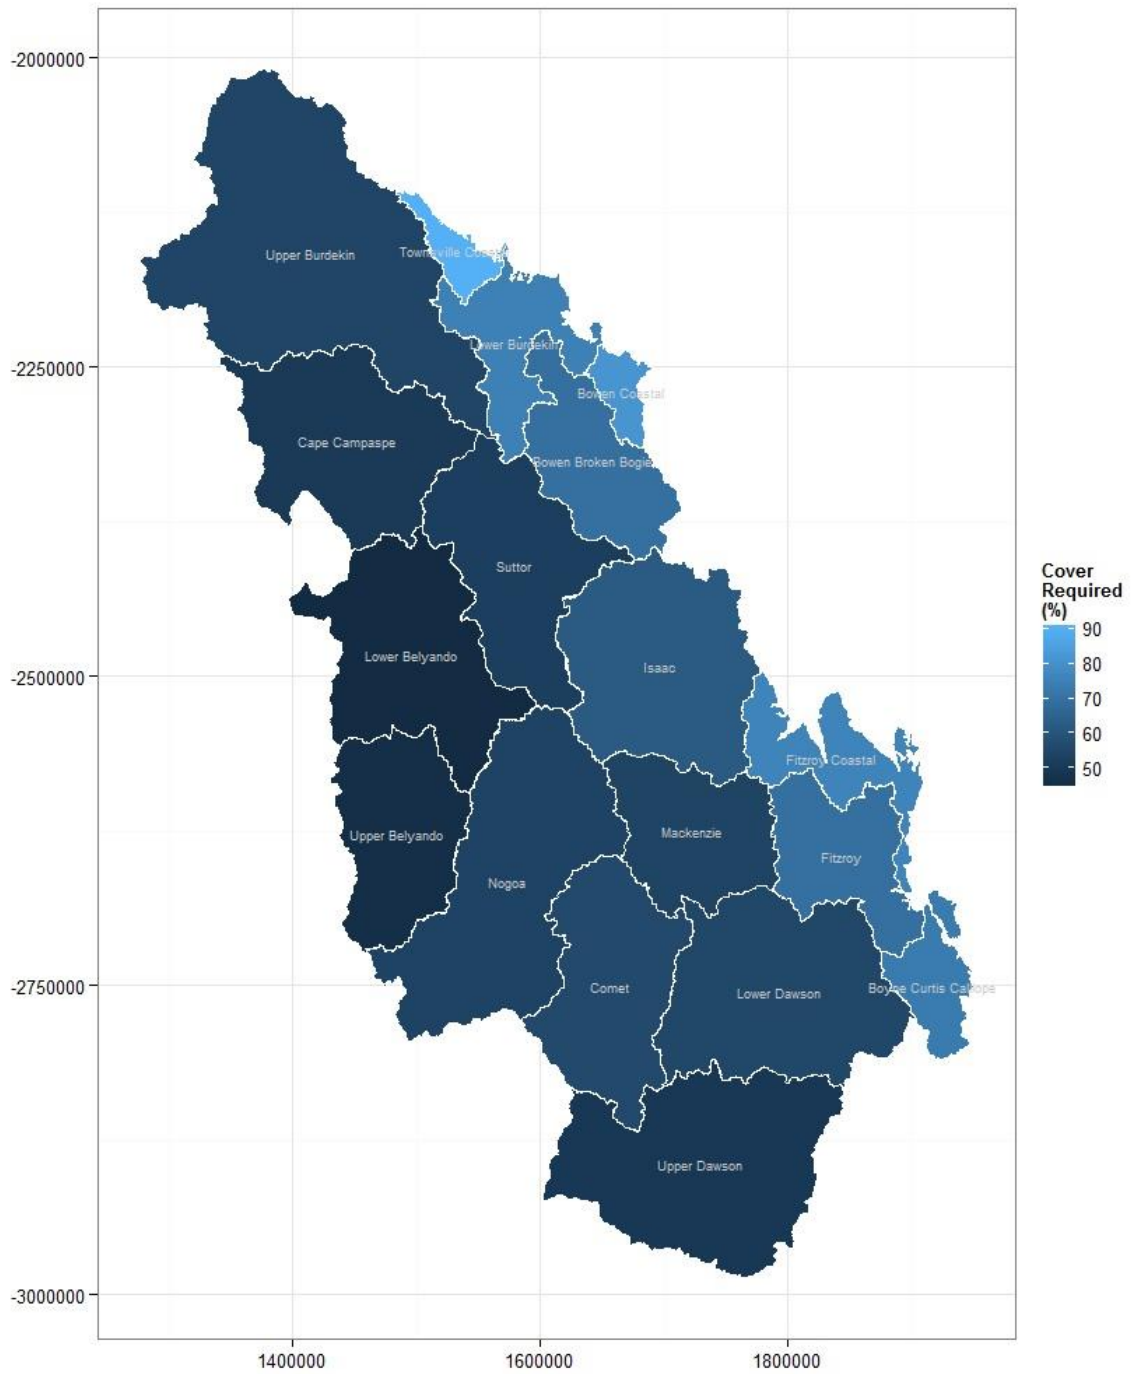 -2000000
Upper Burdekin
Townsville Coastal
Lower Burdekin
-2250000
Bowen Coastal
Cape Campaspe
Bowen Broken Bogie
Suttor
Cover
Required
(%)
90
80
70
60
50
Lower Belyando
Isaac
-2500000
Fitzroy Coastal
Mackenzie
Upper Belyando
Fitzroy
Nogoa
-2750000
Comet
Lower Dawson
Boyne Curtis Caliope
Upper Dawson
-3000000
1400000
1600000
1800000